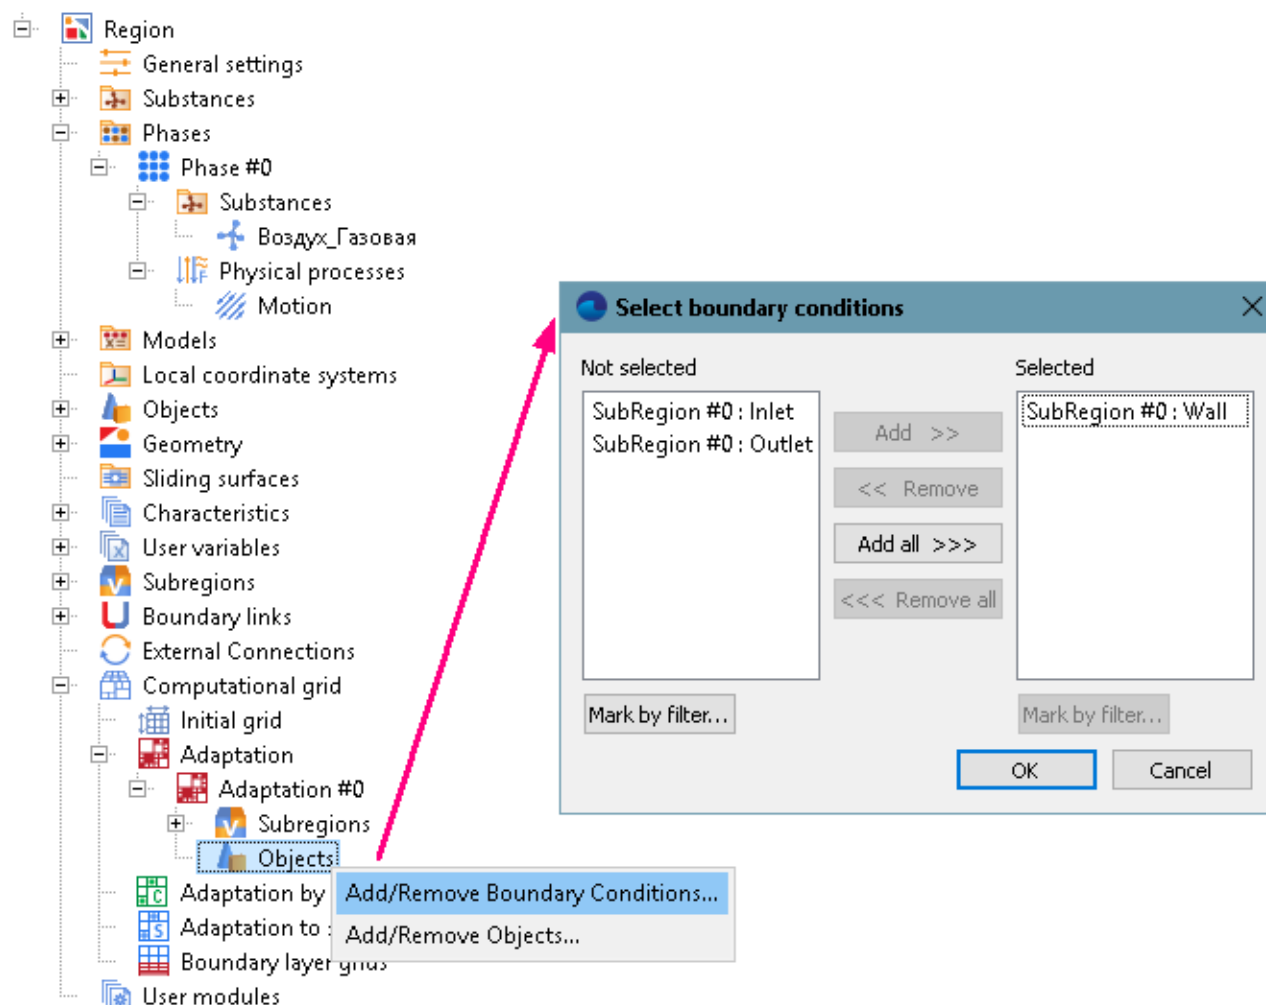 Region
General settings
Substances
Phases
Phase #0
Substances
Воздух_Газовая
Physical processes
Motion
Models
Local coordinate systems
Objects
Geometry
Sliding surfaces
Characteristics
User variables
Subregions
Boundary links
External Connections
Computational grid
Initial grid
Adaptation
Adaptation #0
Subregions
Objects
Adaptation by
Adaptation to
Boundary layer grids
User modules
Add/Remove Boundary Conditions...
Add/Remove Objects...
Select boundary conditions
Not selected
Selected
SubRegion #0 : Inlet
SubRegion #0 : Outlet
Add >>
<< Remove
Add all >>>
<<< Remove all
SubRegion #0 : Wall
Mark by filter...
Mark by filter...
OK
Cancel